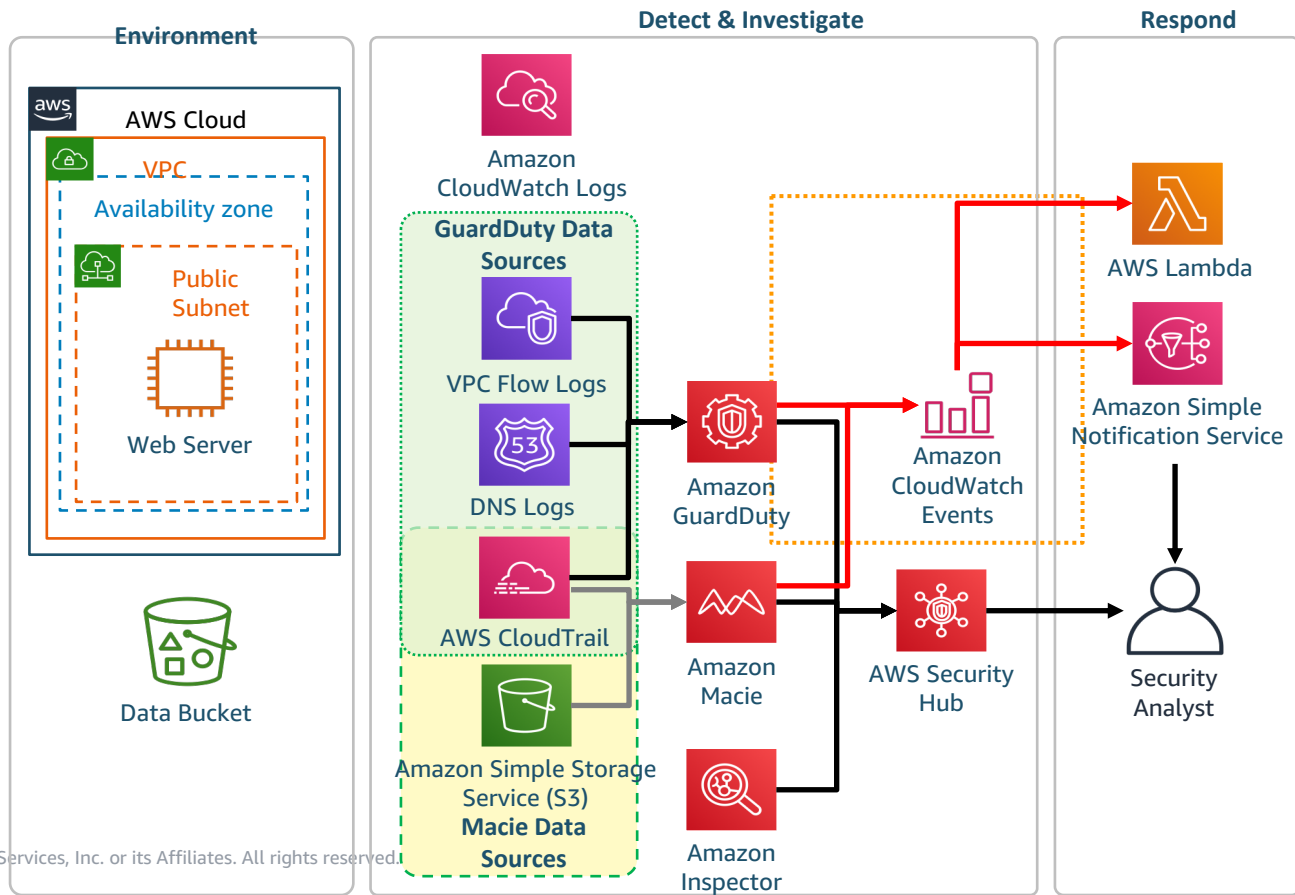 Environment
Detect & Investigate
Respond
aws
AWS Cloud
VPC
Availability zone
Public
Subnet
Web Server
Data Bucket
Amazon
CloudWatch Logs
GuardDuty Data
Sources
VPC Flow Logs
53
DNS Logs
AWS CloudTrail
Amazon Simple Storage
Service (S3)
Macie Data
Sources
Amazon
GuardDuty
Amazon
Macie
Amazon
Inspector
Amazon
CloudWatch
Events
AWS Security
Hub
AWS Lambda
Amazon Simple
Notification Service
Security
Analyst
Services, Inc. or its Affiliates. All rights reserved.